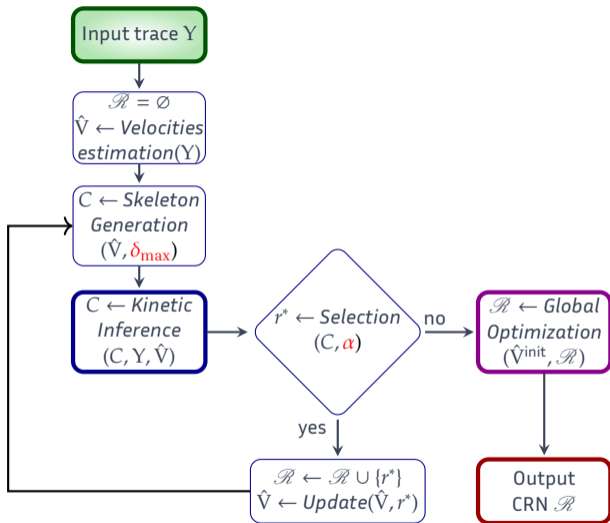 Input trace Y
ℛ = ∅
V̂ ← Velocities
estimation(Y)
C ← Skeleton
Generation
(V̂, δmax)
C ← Kinetic
Inference
(C, Y, V̂)
r* ← Selection
(C, α)
no
ℛ ← Global
Optimization
(V̂init, ℛ)
yes
ℛ ← ℛ ∪ {r*}
V̂ ← Update(V̂, r*)
Output
CRN ℛ